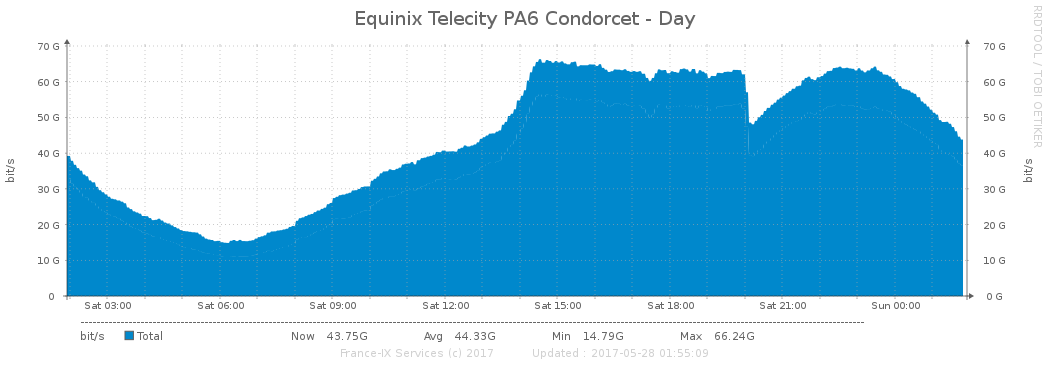 Equinix Telecity PA6 Condorcet - Day
RRDTOOL / TOBI OETIKER
70 G 70 G
60 G 60 G
50 G 50 G
40 G 40 G
30 G 30 G
20 G 20 G
10 G 10 G
0 0 G
bit/s bit/s
Sat 03:00 Sat 06:00 Sat 09:00 Sat 12:00 Sat 15:00 Sat 18:00 Sat 21:00 Sun 00:00
bit/s Total Now 43.75G Avg 44.33G Min 14.79G Max 66.24G
France-IX Services (c) 2017 Updated : 2017-05-28 01:55:09